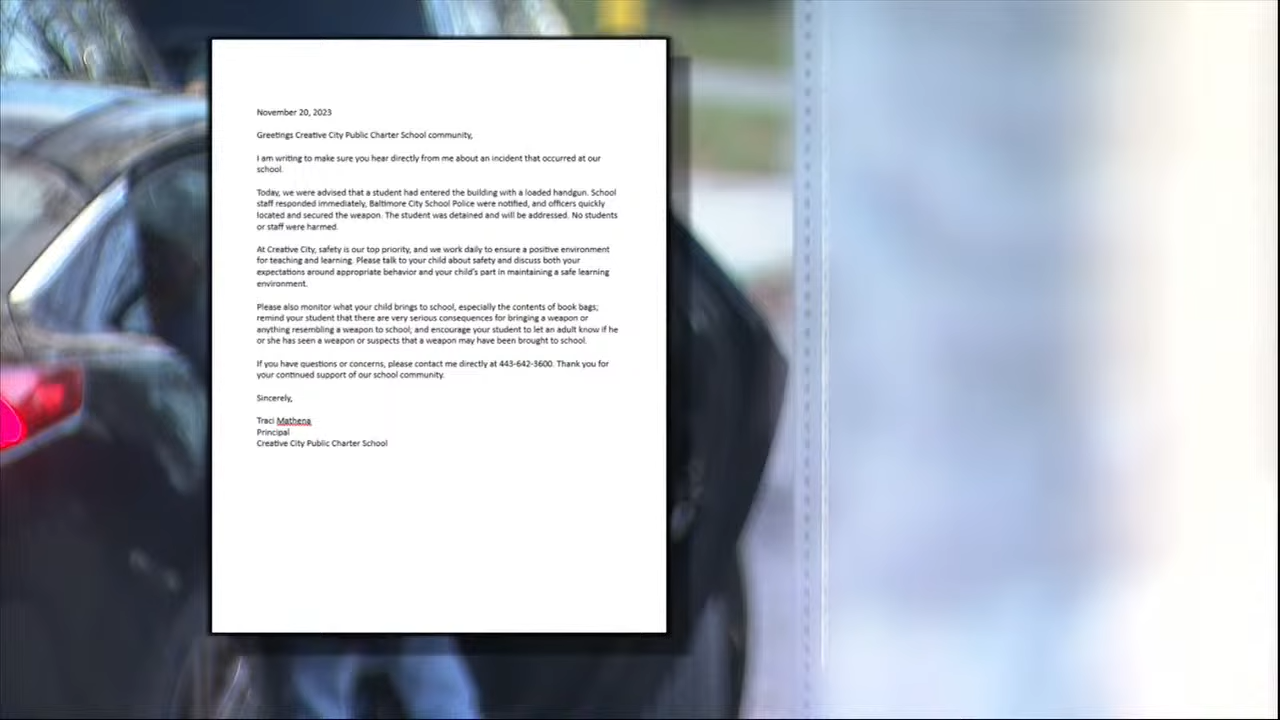 November 20, 2023
Greetings Creative City Public Charter School community,
I am writing to make sure you hear directly from me about an incident that occurred at our
school.
Today, we were advised that a student had entered the building with a loaded handgun. School
staff responded immediately, Baltimore City School Police were notified, and officers quickly
located and secured the weapon. The student was detained and will be addressed. No students
or staff were harmed.
At Creative City, safety is our top priority, and we work daily to ensure a positive environment
for teaching and learning. Please talk to your child about safety and discuss both your
expectations around appropriate behavior and your child's part in maintaining a safe learning
environment.
Please also monitor what your child brings to school, especially the contents of book bags;
remind your student that there are very serious consequences for bringing a weapon or
anything resembling a weapon to school; and encourage your student to let an adult know if he
or she has seen a weapon or suspects that a weapon may have been brought to school.
If you have questions or concerns, please contact me directly at 443-642-3600. Thank you for
your continued support of our school community.
Sincerely,
Traci Mathena
Principal
Creative City Public Charter School